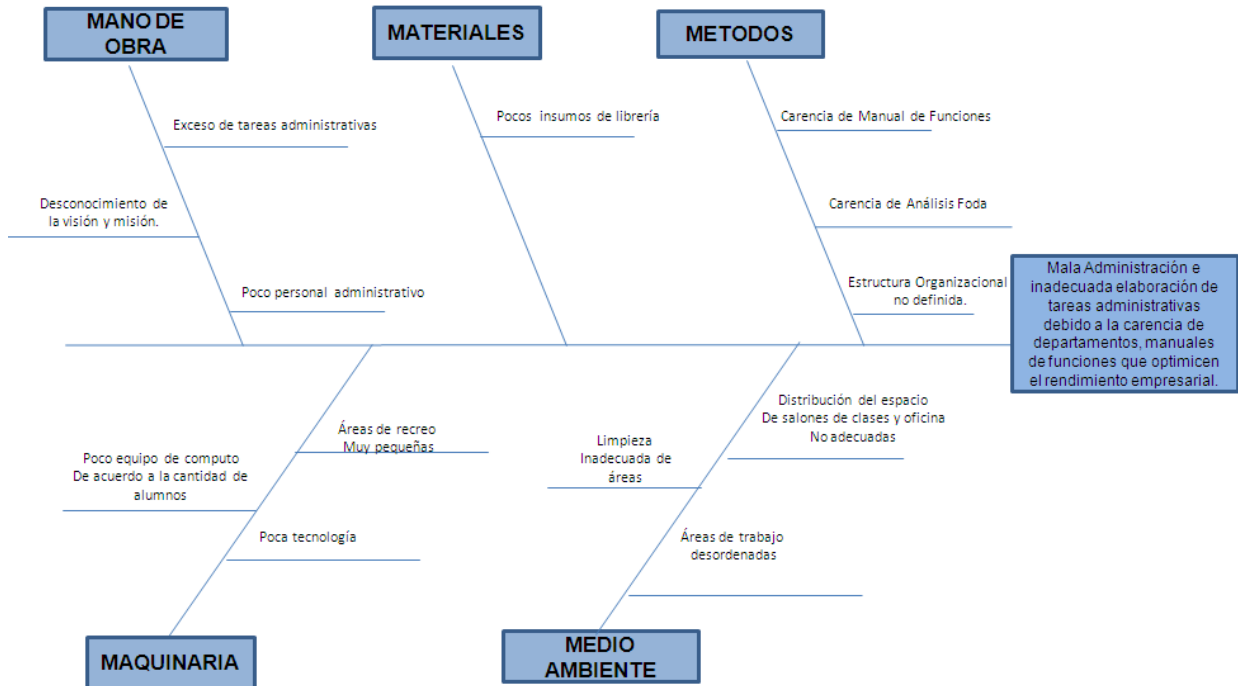 MANO DE
OBRA
MATERIALES
METODOS
Exceso de tareas administrativas
Pocos insumos de librería
Carencia de Manual de Funciones
Desconocimiento de
la visión y misión.
Carencia de Análisis Foda
Poco personal administrativo
Estructura Organizacional
no definida.
Mala Administración e
inadecuada elaboración de
tareas administrativas
debido a la carencia de
departamentos, manuales
de funciones que optimicen
el rendimiento empresarial.
Áreas de recreo
Muy pequeñas
Distribución del espacio
De salones de clases y oficina
No adecuadas
Poco equipo de computo
De acuerdo a la cantidad de
alumnos
Limpieza
Inadecuada de
áreas
Poca tecnología
Áreas de trabajo
desordenadas
MAQUINARIA
MEDIO
AMBIENTE